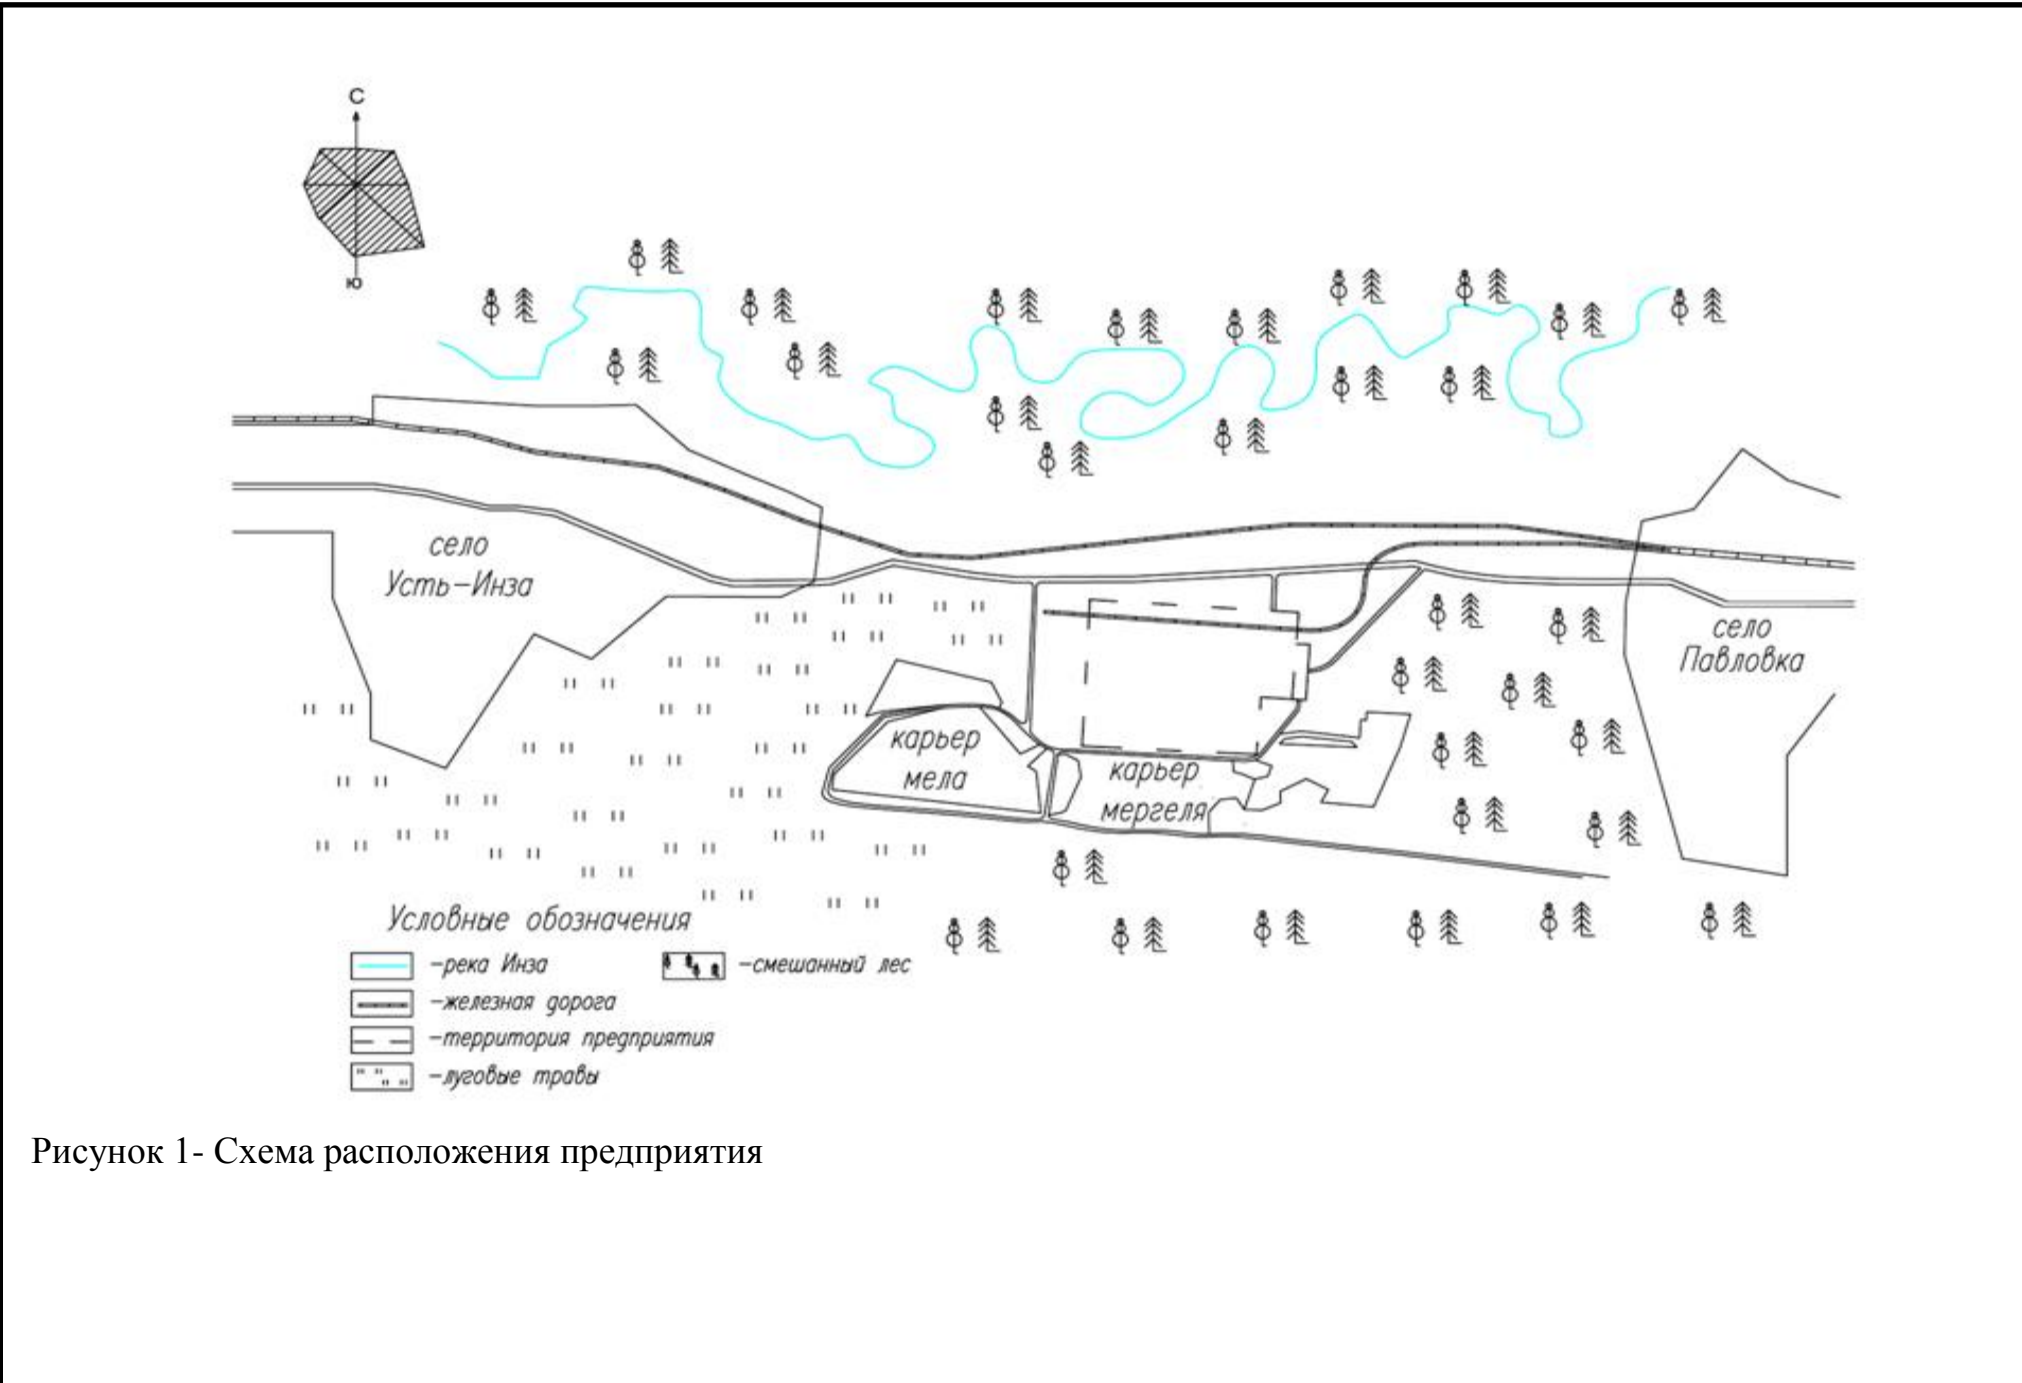 С
Ю
село
Усть-Инза
село
Павловка
карьер
мела
карьер
мергеля
Условные обозначения
-река Инза
-смешанный лес
-железная дорога
-территория предприятия
-луговые травы
Рисунок 1- Схема расположения предприятия